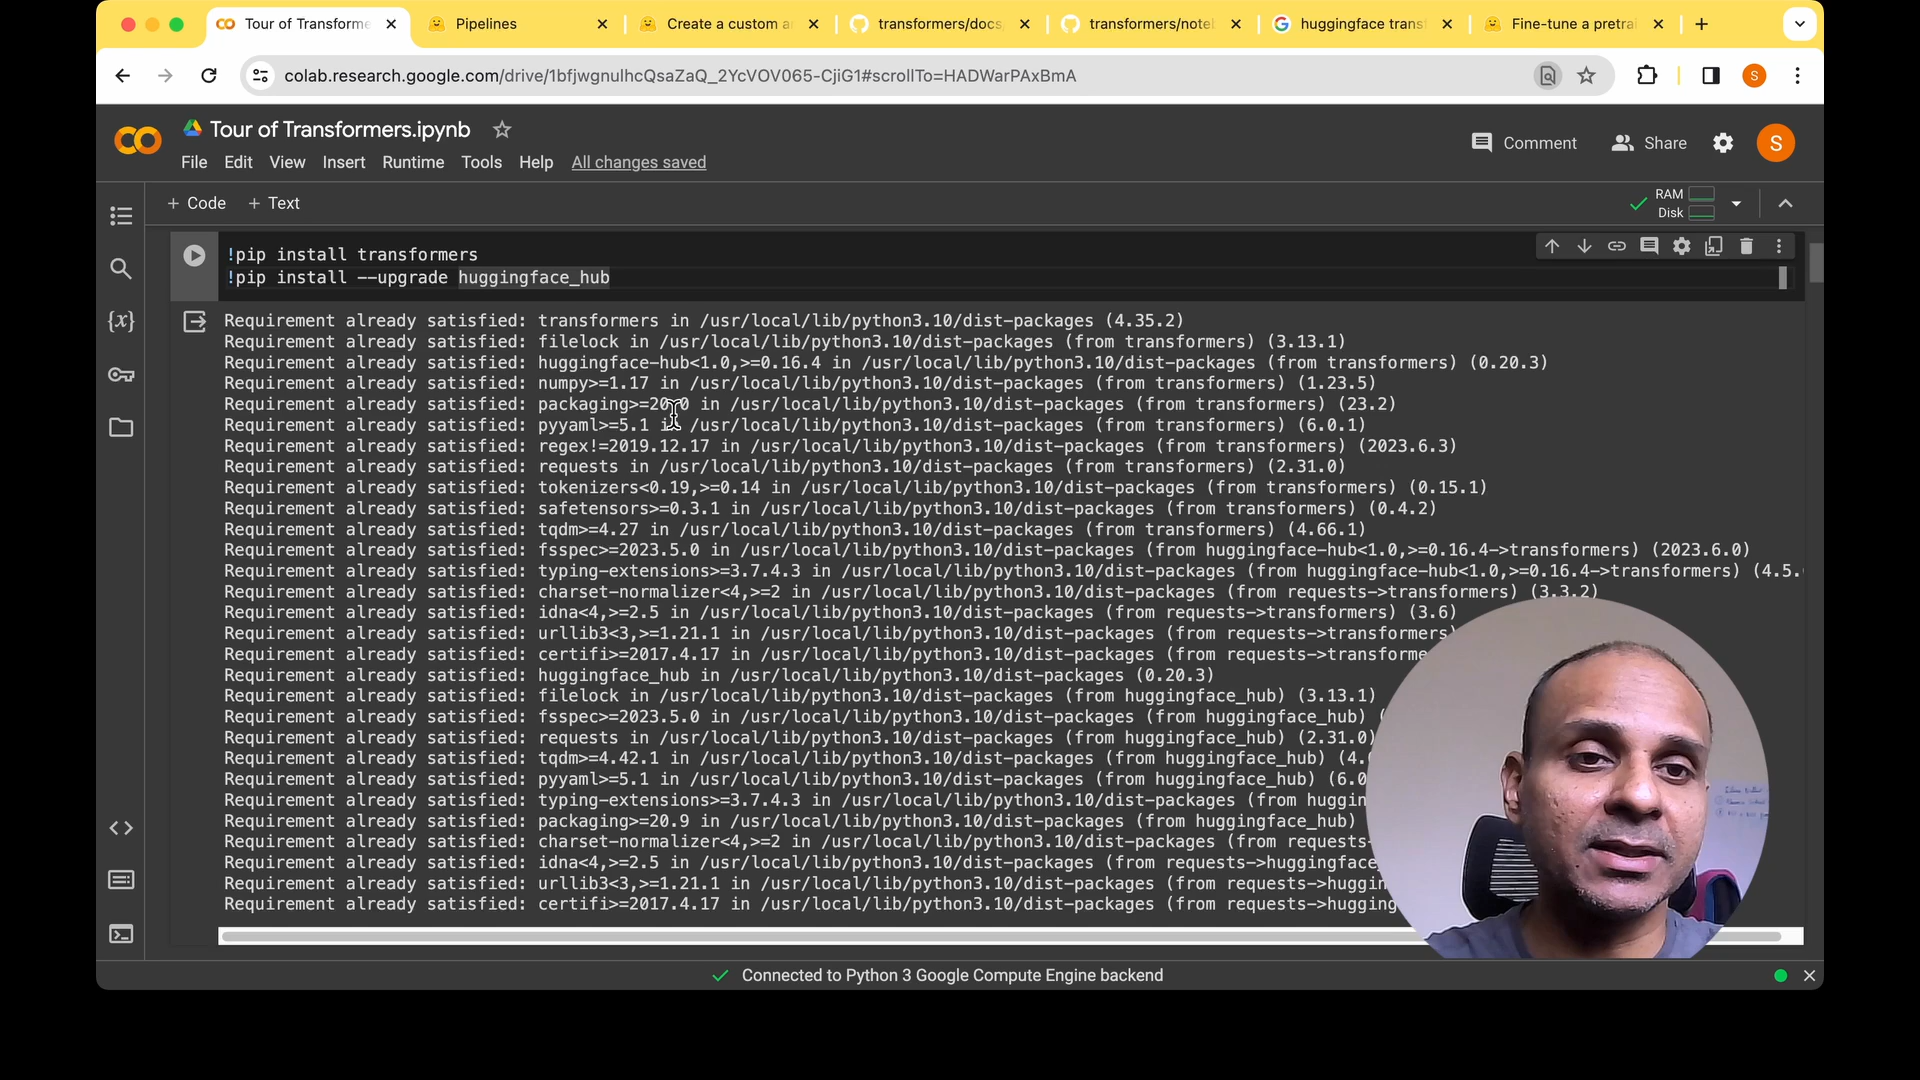 Tour of Transforme
Pipelines
Create a custom a
transformers/docs
transformers/note
huggingface trans
Fine-tune a pretra
colab.research.google.com/drive/1bfjwgnulhcQsaZaQ_2YcVOV065-CjiG1#scrollTo=HADWarPAxBmA
S
Tour of Transformers.ipynb
File Edit View Insert Runtime Tools Help All changes saved
Comment
Share
S
+ Code + Text
RAM
Disk
!pip install transformers
!pip install --upgrade huggingface_hub
Requirement already satisfied: transformers in /usr/local/lib/python3.10/dist-packages (4.35.2)
Requirement already satisfied: filelock in /usr/local/lib/python3.10/dist-packages (from transformers) (3.13.1)
Requirement already satisfied: huggingface-hub<1.0,>=0.16.4 in /usr/local/lib/python3.10/dist-packages (from transformers) (0.20.3)
Requirement already satisfied: numpy>=1.17 in /usr/local/lib/python3.10/dist-packages (from transformers) (1.23.5)
Requirement already satisfied: packaging>=20.0 in /usr/local/lib/python3.10/dist-packages (from transformers) (23.2)
Requirement already satisfied: pyyaml>=5.1 in /usr/local/lib/python3.10/dist-packages (from transformers) (6.0.1)
Requirement already satisfied: regex!=2019.12.17 in /usr/local/lib/python3.10/dist-packages (from transformers) (2023.6.3)
Requirement already satisfied: requests in /usr/local/lib/python3.10/dist-packages (from transformers) (2.31.0)
Requirement already satisfied: tokenizers<0.19,>=0.14 in /usr/local/lib/python3.10/dist-packages (from transformers) (0.15.1)
Requirement already satisfied: safetensors>=0.3.1 in /usr/local/lib/python3.10/dist-packages (from transformers) (0.4.2)
Requirement already satisfied: tqdm>=4.27 in /usr/local/lib/python3.10/dist-packages (from transformers) (4.66.1)
Requirement already satisfied: fsspec>=2023.5.0 in /usr/local/lib/python3.10/dist-packages (from huggingface-hub<1.0,>=0.16.4->transformers) (2023.6.0)
Requirement already satisfied: typing-extensions>=3.7.4.3 in /usr/local/lib/python3.10/dist-packages (from huggingface-hub<1.0,>=0.16.4->transformers) (4.5.
Requirement already satisfied: charset-normalizer<4,>=2 in /usr/local/lib/python3.10/dist-packages (from requests->transformers) (3.3.2)
Requirement already satisfied: idna<4,>=2.5 in /usr/local/lib/python3.10/dist-packages (from requests->transformers) (3.6)
Requirement already satisfied: urllib3<3,>=1.21.1 in /usr/local/lib/python3.10/dist-packages (from requests->transformers)
Requirement already satisfied: certifi>=2017.4.17 in /usr/local/lib/python3.10/dist-packages (from requests->transforme
Requirement already satisfied: huggingface_hub in /usr/local/lib/python3.10/dist-packages (0.20.3)
Requirement already satisfied: filelock in /usr/local/lib/python3.10/dist-packages (from huggingface_hub) (3.13.1)
Requirement already satisfied: fsspec>=2023.5.0 in /usr/local/lib/python3.10/dist-packages (from huggingface_hub) (
Requirement already satisfied: requests in /usr/local/lib/python3.10/dist-packages (from huggingface_hub) (2.31.0)
Requirement already satisfied: tqdm>=4.42.1 in /usr/local/lib/python3.10/dist-packages (from huggingface_hub) (4.
Requirement already satisfied: pyyaml>=5.1 in /usr/local/lib/python3.10/dist-packages (from huggingface_hub) (6.0
Requirement already satisfied: typing-extensions>=3.7.4.3 in /usr/local/lib/python3.10/dist-packages (from huggin
Requirement already satisfied: packaging>=20.9 in /usr/local/lib/python3.10/dist-packages (from huggingface_hub)
Requirement already satisfied: charset-normalizer<4,>=2 in /usr/local/lib/python3.10/dist-packages (from requests-
Requirement already satisfied: idna<4,>=2.5 in /usr/local/lib/python3.10/dist-packages (from requests->huggingface
Requirement already satisfied: urllib3<3,>=1.21.1 in /usr/local/lib/python3.10/dist-packages (from requests->huggin
Requirement already satisfied: certifi>=2017.4.17 in /usr/local/lib/python3.10/dist-packages (from requests->hugging
Connected to Python 3 Google Compute Engine backend